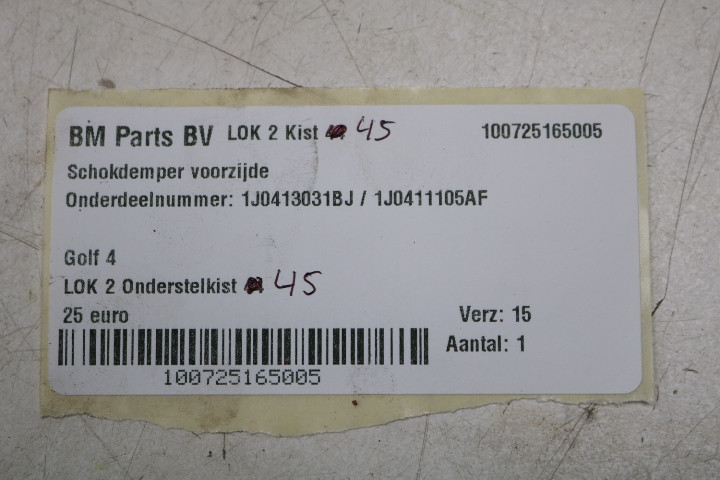 BM Parts BV LOK 2 Kist 45 100725165005
Schokdemper voorzijde
Onderdeelnummer: 1J0413031BJ / 1J0411105AF
Golf 4
LOK 2 Onderstelkist 45
25 euro Verz: 15
Aantal: 1
100725165005